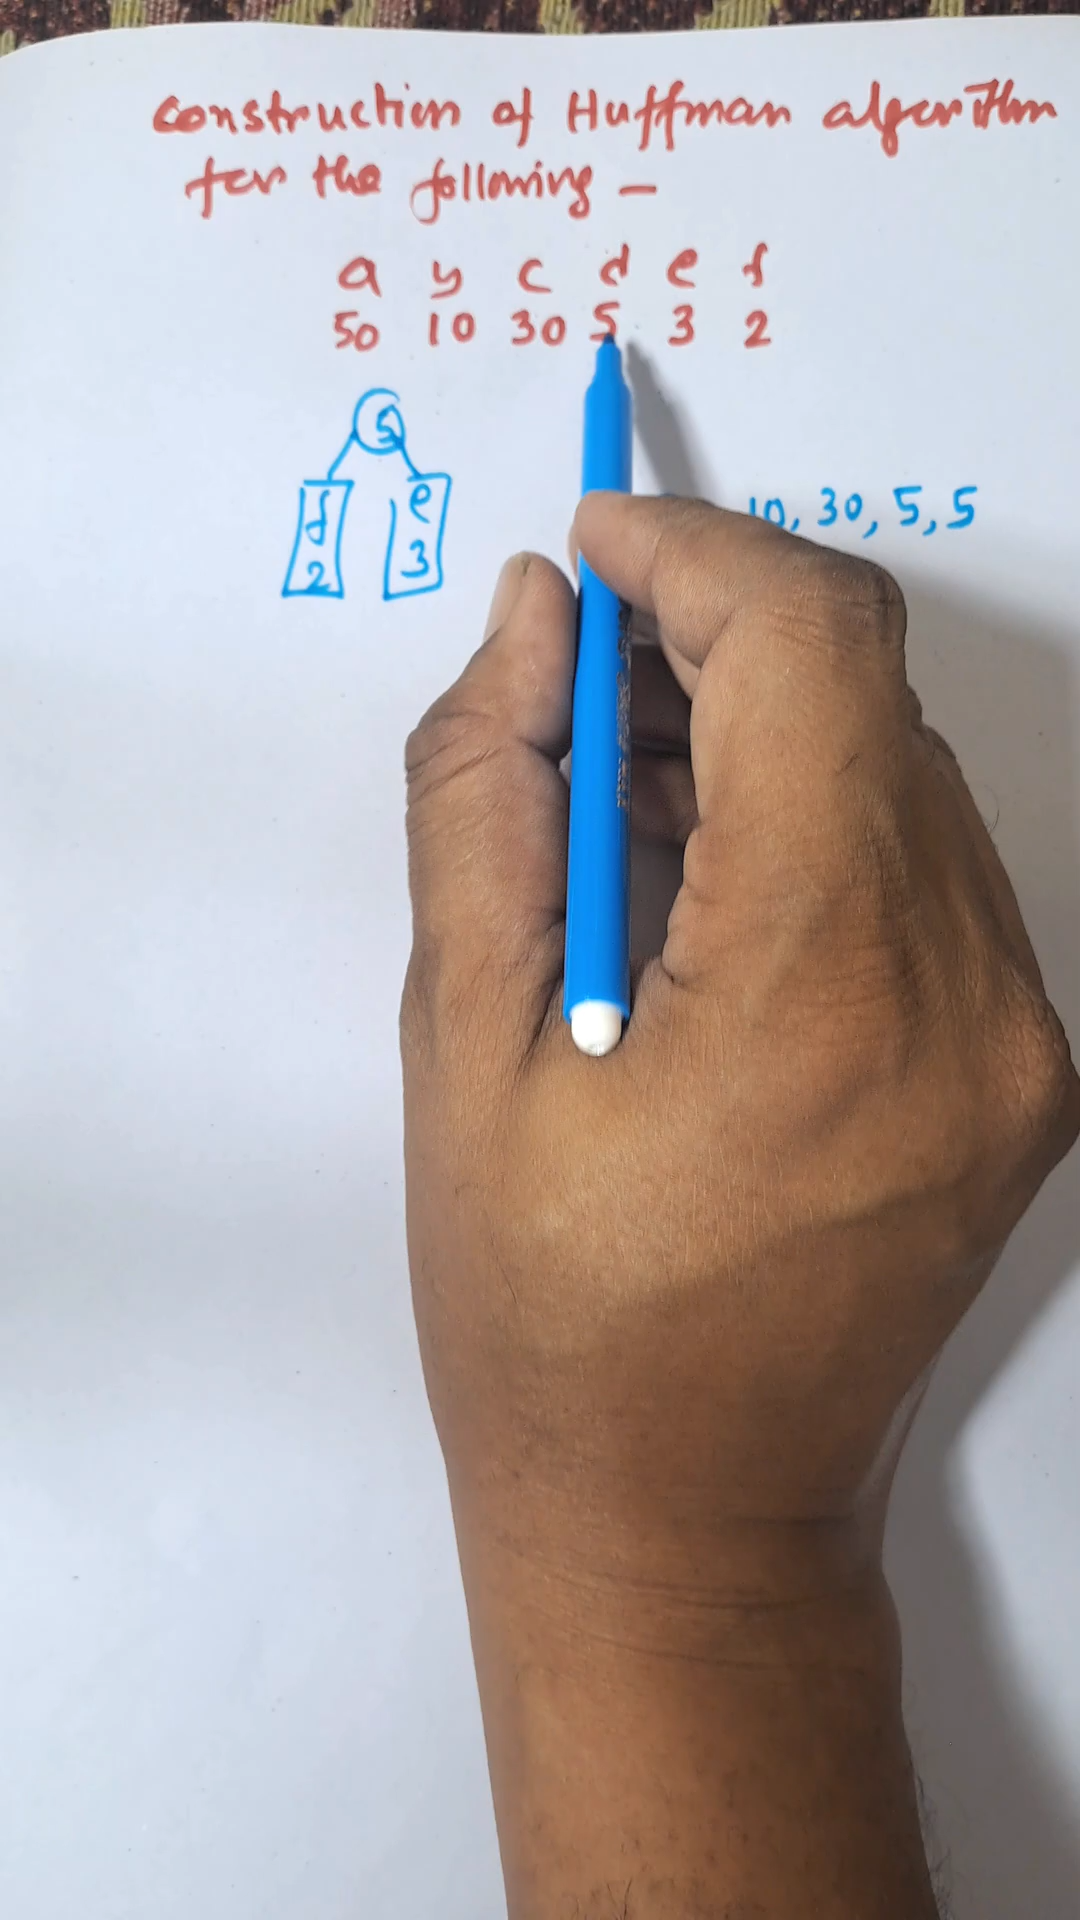 Construction of Huffman algorithm
for the following -
a y c d e f
50 10 30 5 3 2
5
f e
2 3
10, 30, 5, 5